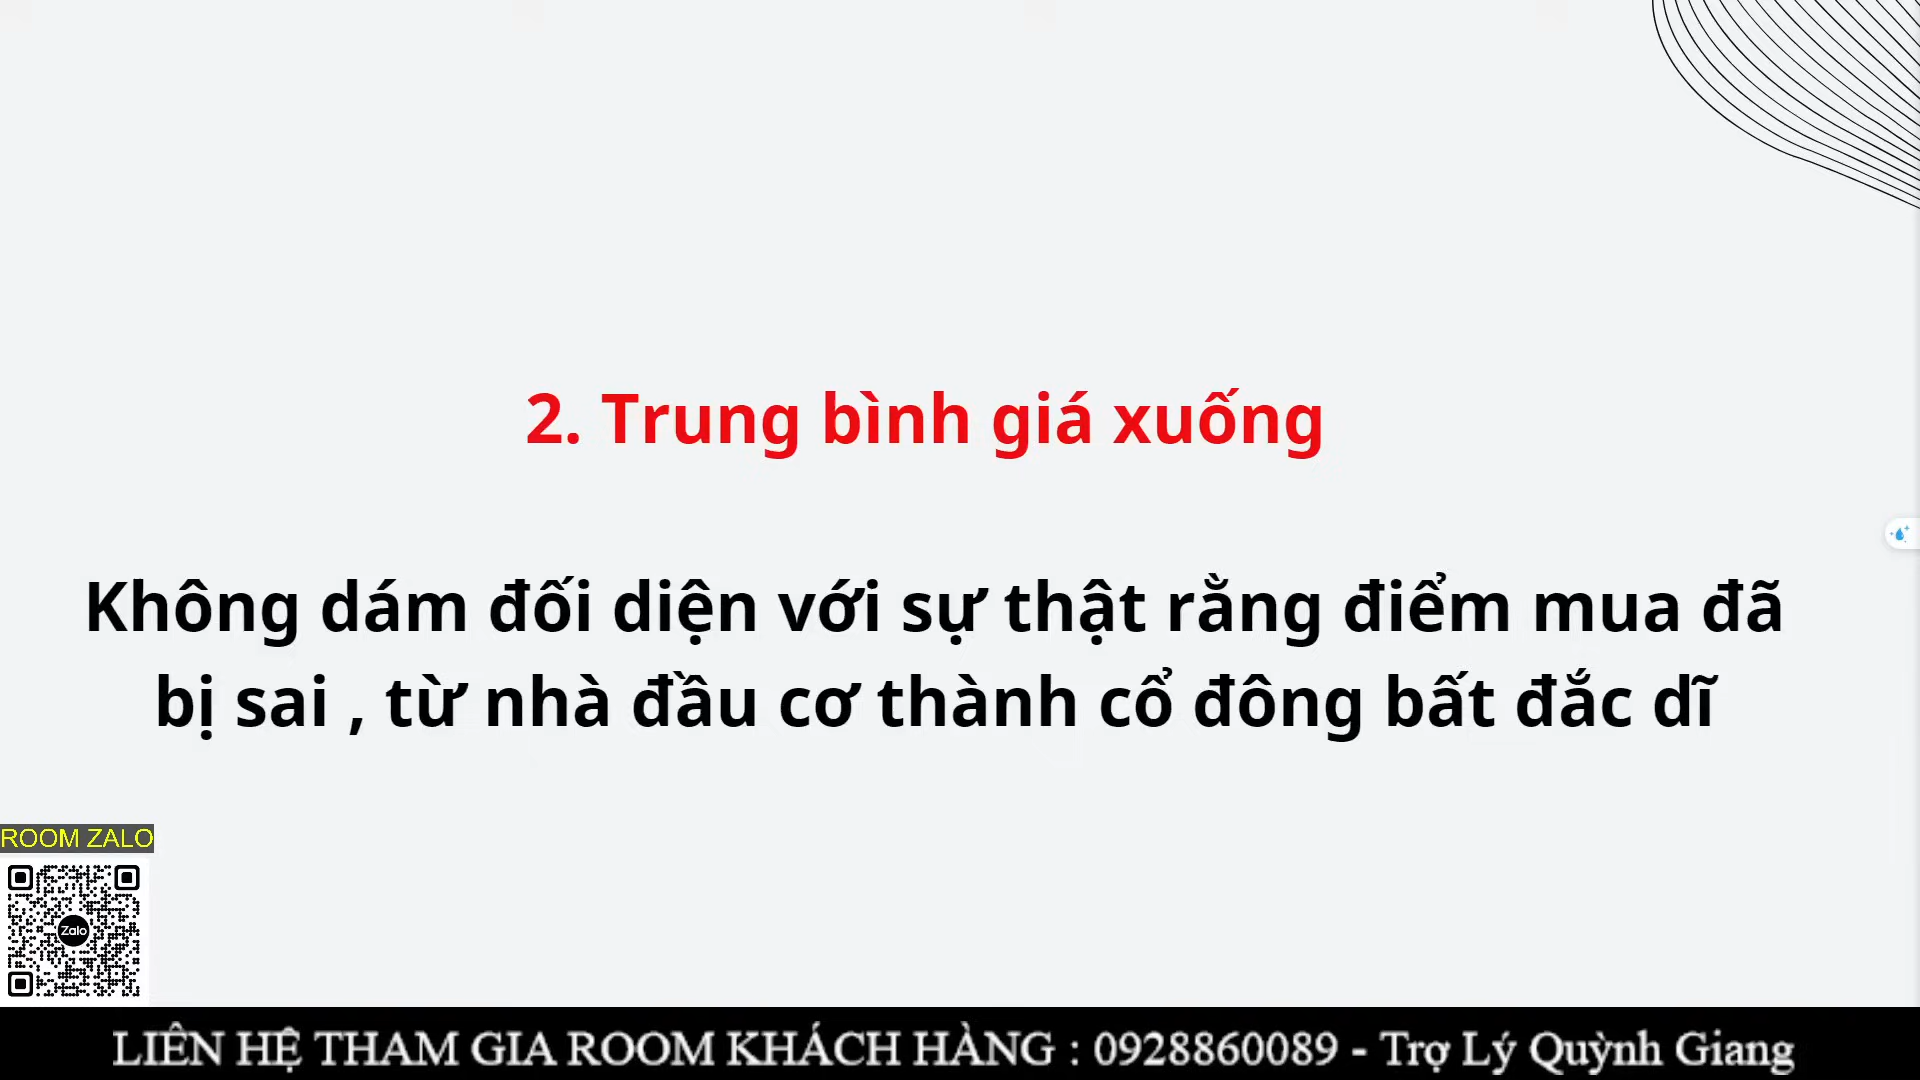 2. Trung bình giá xuống
Không dám đối diện với sự thật rằng điểm mua đã
bị sai , từ nhà đầu cơ thành cổ đông bất đắc dĩ
ROOM ZALO
Zalo
LIÊN HỆ THAM GIA ROOM KHÁCH HÀNG : 0928860089 - Trợ Lý Quỳnh Giang